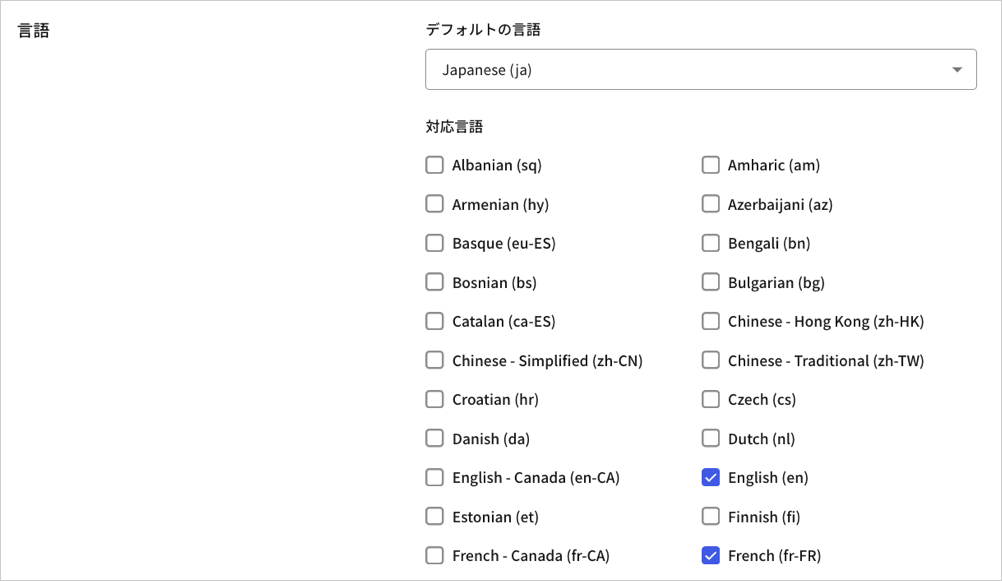 言語
デフォルトの言語
Japanese (ja)
対応言語
Albanian (sq)
Amharic (am)
Armenian (hy)
Azerbaijani (az)
Basque (eu-ES)
Bengali (bn)
Bosnian (bs)
Bulgarian (bg)
Catalan (ca-ES)
Chinese - Hong Kong (zh-HK)
Chinese - Simplified (zh-CN)
Chinese - Traditional (zh-TW)
Croatian (hr)
Czech (cs)
Danish (da)
Dutch (nl)
English - Canada (en-CA)
English (en)
Estonian (et)
Finnish (fi)
French - Canada (fr-CA)
French (fr-FR)